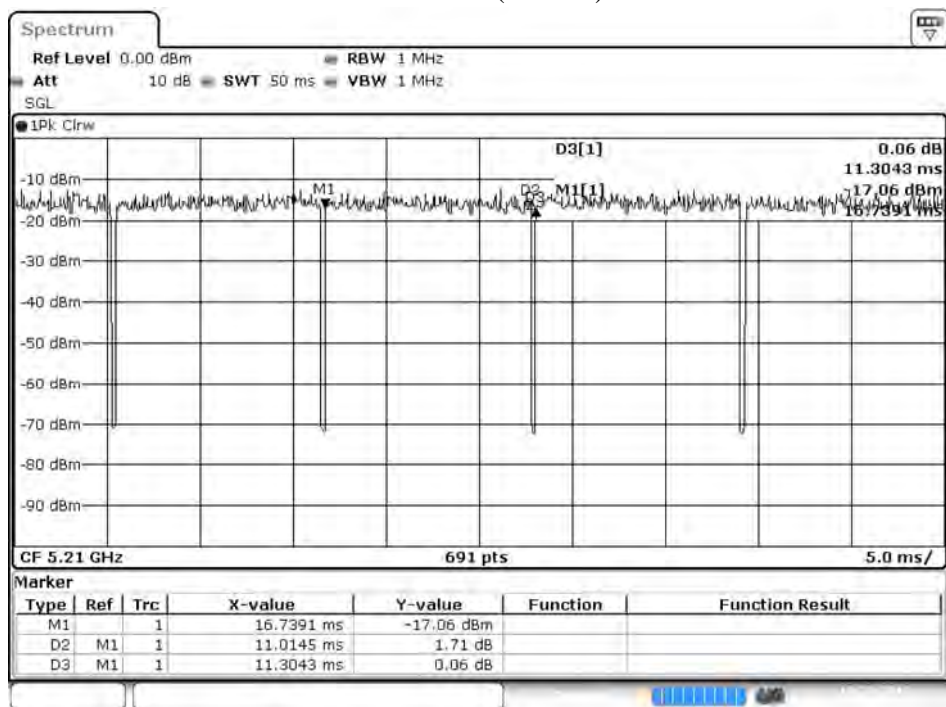 Spectrum
Ref Level 0.00 dBm RBW 1 MHz
Att 10 dB SWT 50 ms VBW 1 MHz
SGL
1Pk Clrw
D3[1] 0.06 dB
11.3043 ms
-10 dBm
M1 D2 M1[1] -17.06 dBm
D3
16.7391 ms
-20 dBm
-30 dBm
-40 dBm
-50 dBm
-60 dBm
-70 dBm
-80 dBm
-90 dBm
CF 5.21 GHz 691 pts 5.0 ms/
Marker
Type Ref Trc X-value Y-value Function Function Result
M1 1 16.7391 ms -17.06 dBm
D2 M1 1 11.0145 ms 1.71 dB
D3 M1 1 11.3043 ms 0.06 dB